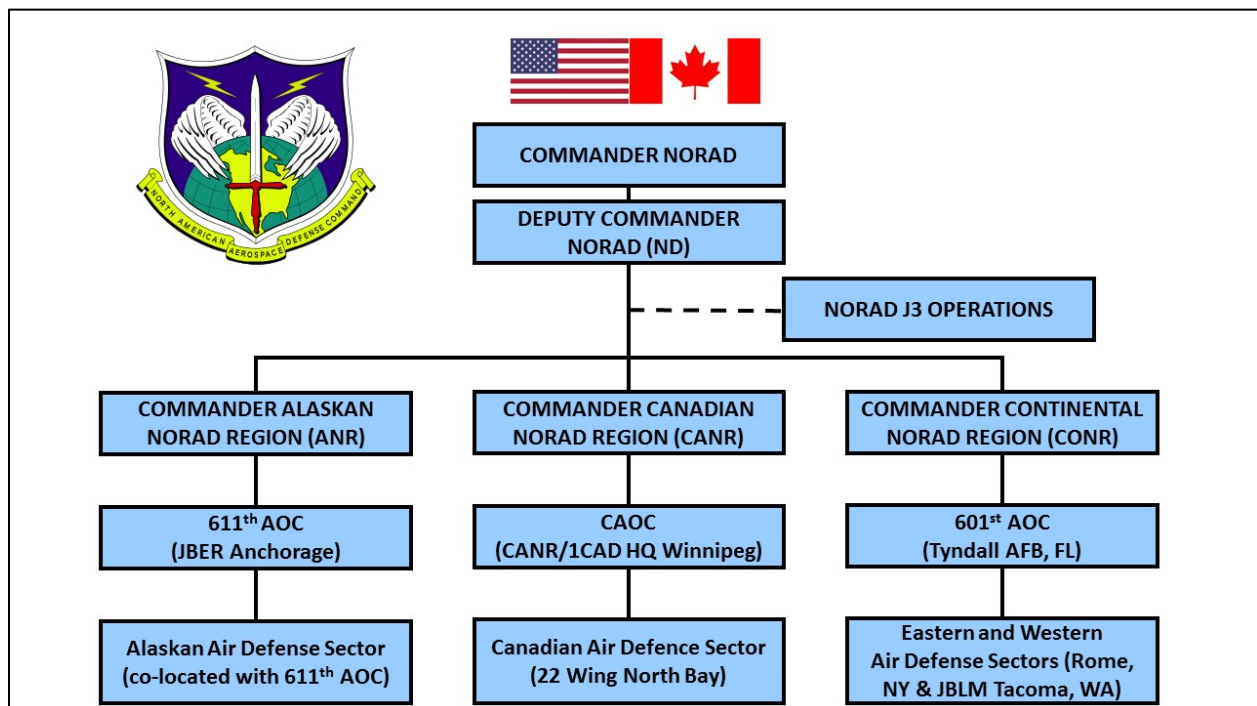 NORTH AMERICAN
AEROSPACE
DEFENSE COMMAND
COMMANDER NORAD
DEPUTY COMMANDER
NORAD (ND)
NORAD J3 OPERATIONS
COMMANDER ALASKAN
NORAD REGION (ANR)
COMMANDER CANADIAN
NORAD REGION (CANR)
COMMANDER CONTINENTAL
NORAD REGION (CONR)
611th AOC
(JBER Anchorage)
CAOC
(CANR/1CAD HQ Winnipeg)
601st AOC
(Tyndall AFB, FL)
Alaskan Air Defense Sector
(co-located with 611th AOC)
Canadian Air Defence Sector
(22 Wing North Bay)
Eastern and Western
Air Defense Sectors (Rome,
NY & JBLM Tacoma, WA)